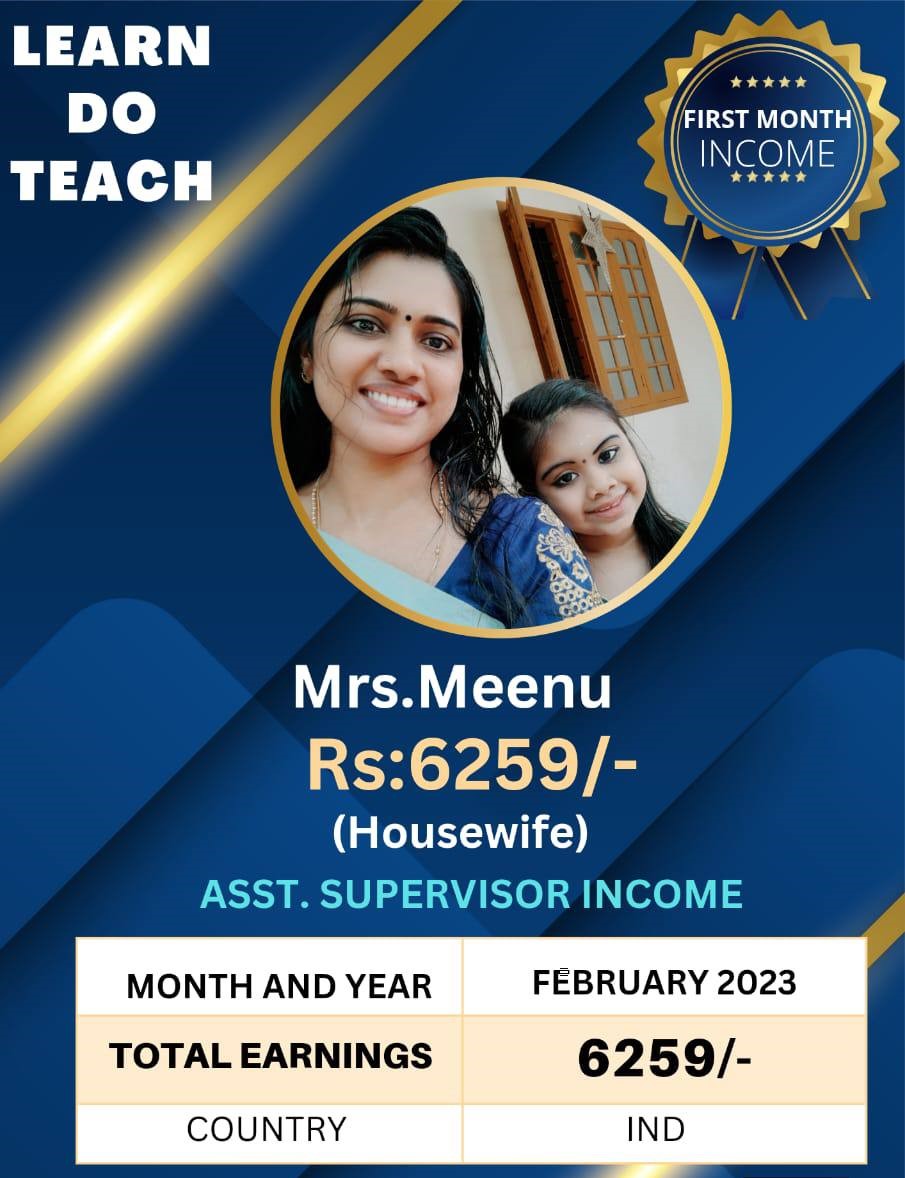 LEARN
DO
TEACH
FIRST MONTH
INCOME
Mrs.Meenu
Rs:6259/-
(Housewife)
ASST. SUPERVISOR INCOME
MONTH AND YEAR FEBRUARY 2023
TOTAL EARNINGS 6259/-
COUNTRY IND